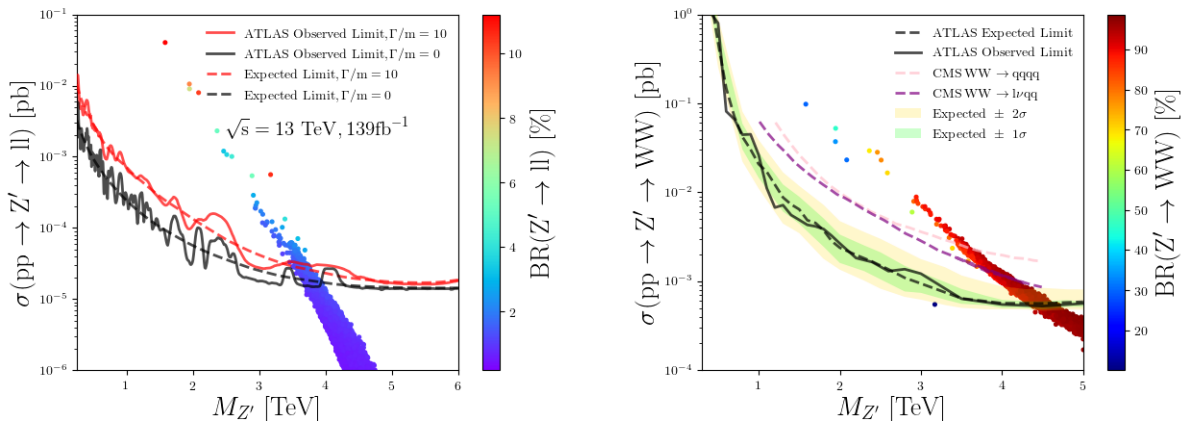 10⁻¹
10⁻²
10⁻³
10⁻⁴
10⁻⁵
10⁻⁶
σ(pp → Z′ → ll) [pb]
ATLAS Observed Limit, Γ/m = 10
ATLAS Observed Limit, Γ/m = 0
Expected Limit, Γ/m = 10
Expected Limit, Γ/m = 0
√s = 13 TeV, 139fb⁻¹
1 2 3 4 5 6
M_Z′ [TeV]
10
8
6
4
2
BR(Z′ → ll) [%]
10⁰
10⁻¹
10⁻²
10⁻³
10⁻⁴
σ(pp → Z′ → WW) [pb]
ATLAS Expected Limit
ATLAS Observed Limit
CMS WW → qqqq
CMS WW → lνqq
Expected ± 2σ
Expected ± 1σ
1 2 3 4 5
M_Z′ [TeV]
90
80
70
60
50
40
30
20
BR(Z′ → WW) [%]